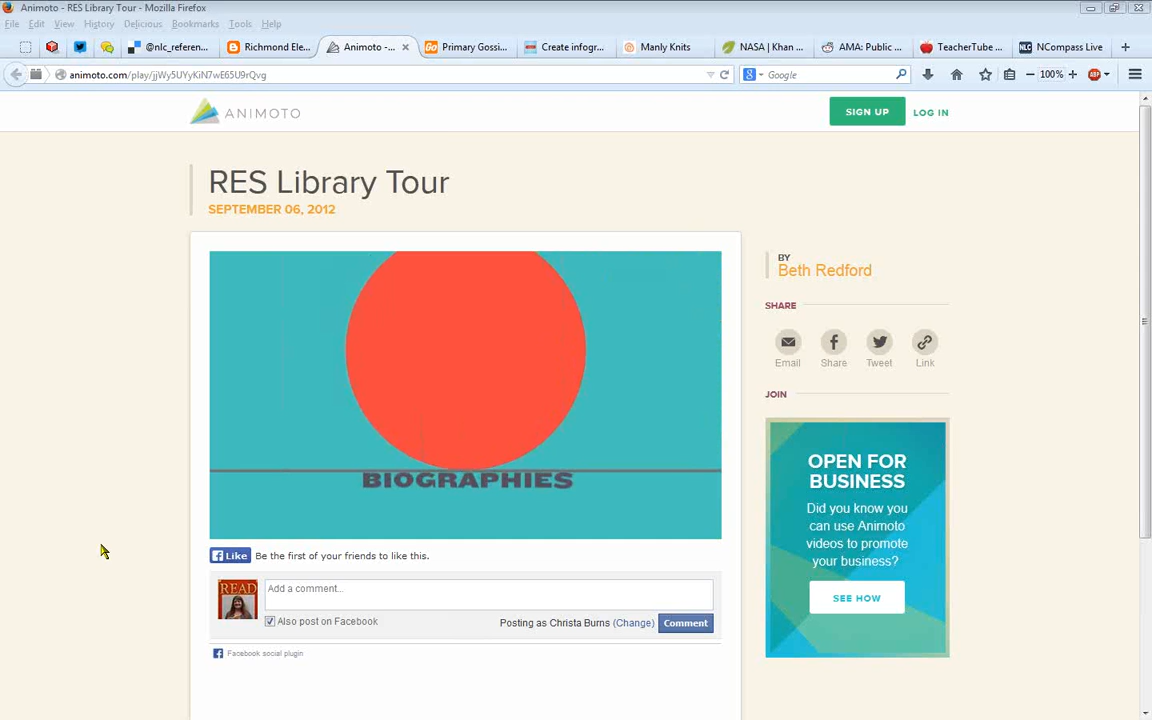 Animoto - RES Library Tour - Mozilla Firefox
File Edit View History Delicious Bookmarks Tools Help
@nlc_referen... Richmond Ele... Animoto -... Primary Gossi... Create infogr... Manly Knits NASA | Khan ... AMA: Public ... TeacherTube ... NCompass Live
animoto.com/play/jjWy5UYyKiN7wE65U9rQvg Google 100%
ANIMOTO SIGN UP LOG IN
RES Library Tour
SEPTEMBER 06, 2012
BIOGRAPHIES
BY
Beth Redford
SHARE
Email Share Tweet Link
JOIN
OPEN FOR
BUSINESS
Did you know you
can use Animoto
videos to promote
your business?
SEE HOW
Like Be the first of your friends to like this.
READ
Add a comment...
Also post on Facebook Posting as Christa Burns (Change) Comment
Facebook social plugin